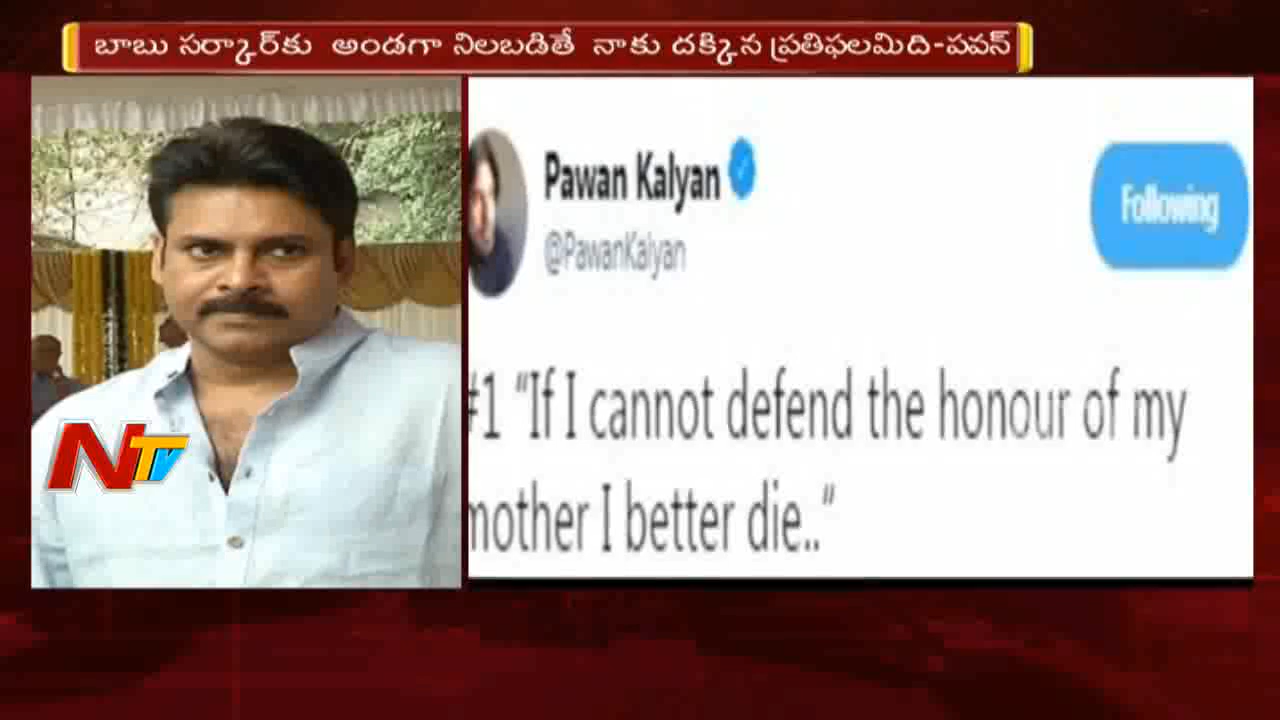 బాబు సర్కార్‌కు అండగా నిలబడితే నాకు దక్కిన ప్రతిఫలమిది-పవన్
Pawan Kalyan
@PawanKalyan
Following
#1 “If I cannot defend the honour of my
mother I better die..“
NTV